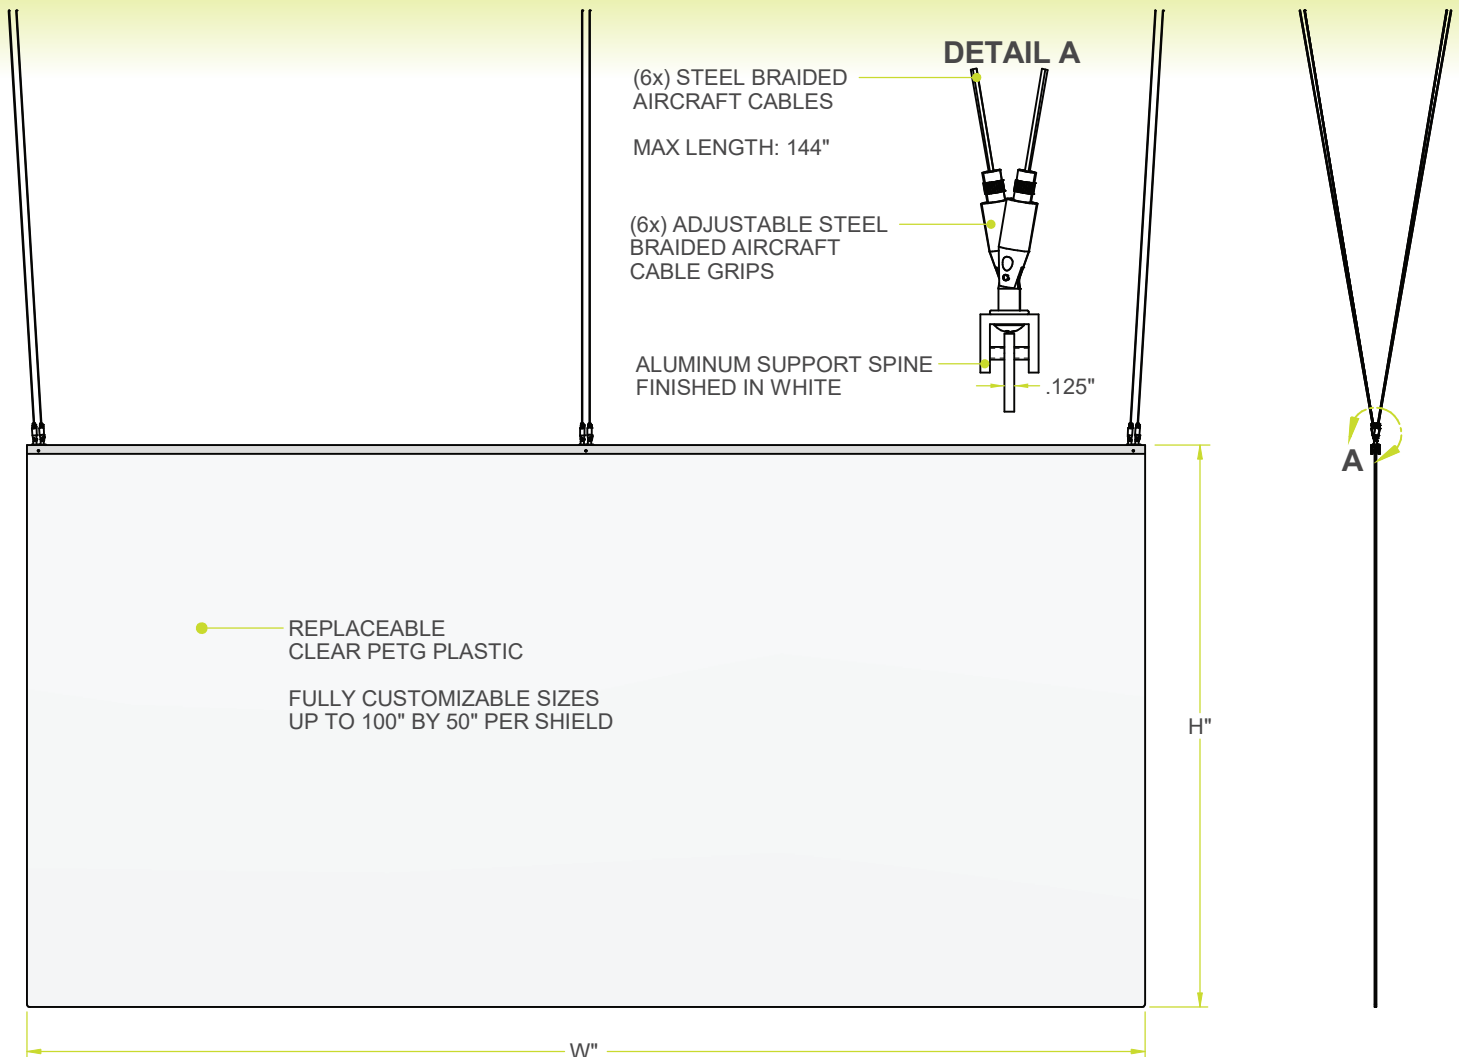 DETAIL A
(6x) STEEL BRAIDED
AIRCRAFT CABLES
MAX LENGTH: 144"
(6x) ADJUSTABLE STEEL
BRAIDED AIRCRAFT
CABLE GRIPS
ALUMINUM SUPPORT SPINE
FINISHED IN WHITE
.125"
A
REPLACEABLE
CLEAR PETG PLASTIC
FULLY CUSTOMIZABLE SIZES
UP TO 100" BY 50" PER SHIELD
H"
W"